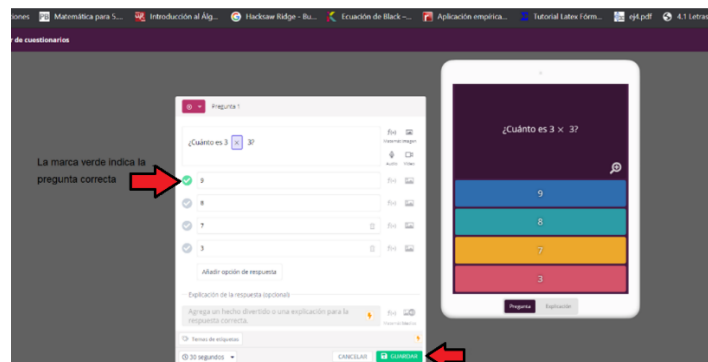 ciones
Matemática para 5...
Introducción al Álg...
Hacksaw Ridge - Bu...
Ecuación de Black –...
Aplicación empírica...
Tutorial Latex Fórm...
ej4.pdf
4.1 Letras
r de cuestionarios
Pregunta 1
¿Cuánto es 3 × 3?
f(x)
Insertar
Imagen
Audio
Vídeo
La marca verde indica la
pregunta correcta
9
8
7
3
Añadir opción de respuesta
Explicación de la respuesta (opcional)
Agrega un hecho divertido o una explicación para la
respuesta correcta.
Temas de etiquetas
30 segundos
CANCELAR
GUARDAR
¿Cuánto es 3 × 3?
9
8
7
3
Pregunta
Explicación